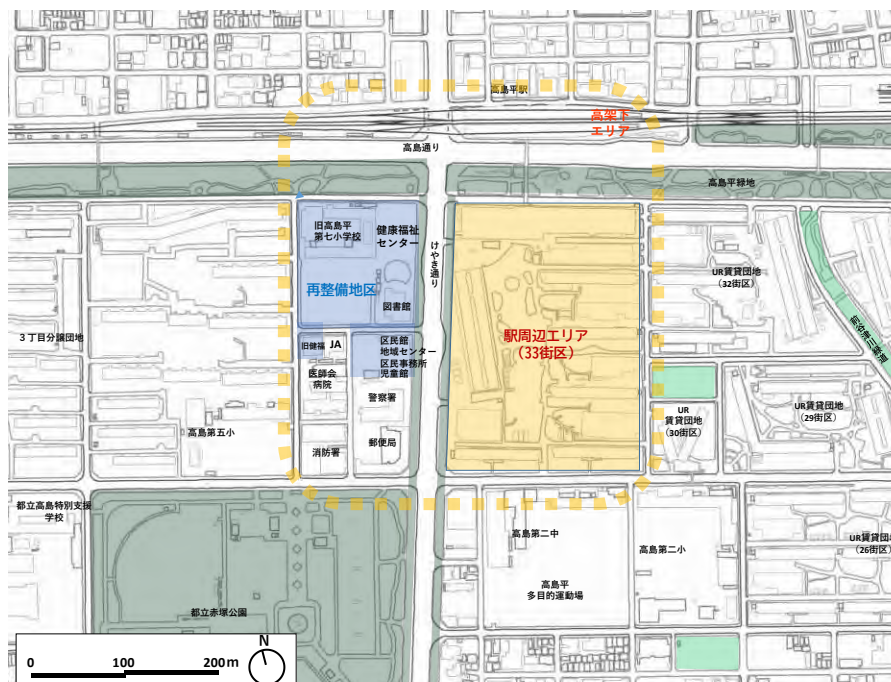 高島平駅
高架下
エリア
高島通り
高島平緑地
旧高島平
第七小学校
健康福祉
センター
けやき通り
再整備地区
図書館
UR賃貸団地
(32街区)
前谷津川緑道
3丁目分譲団地
旧健福
JA
区民館
地域センター
区民事務所
児童館
駅周辺エリア
(33街区)
医師会
病院
警察署
UR
賃貸団地
(30街区)
UR賃貸団地
(29街区)
高島第五小
消防署
郵便局
都立高島特別支援
学校
高島第二中
高島第二小
UR賃貸団地
(26街区)
高島平
多目的運動場
都立赤塚公園
N
0 100 200m